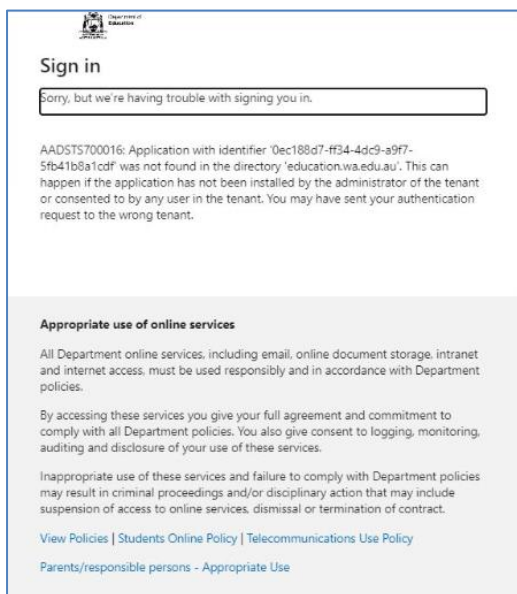 Department of
Education
Sign in
Sorry, but we're having trouble with signing you in.
AADSTS700016: Application with identifier '0ec188d7-ff34-4dc9-a9f7-
5fb41b8a1cdf' was not found in the directory 'education.wa.edu.au'. This can
happen if the application has not been installed by the administrator of the tenant
or consented to by any user in the tenant. You may have sent your authentication
request to the wrong tenant.
Appropriate use of online services
All Department online services, including email, online document storage, intranet
and internet access, must be used responsibly and in accordance with Department
policies.
By accessing these services you give your full agreement and commitment to
comply with all Department policies. You also give consent to logging, monitoring,
auditing and disclosure of your use of these services.
Inappropriate use of these services and failure to comply with Department policies
may result in criminal proceedings and/or disciplinary action that may include
suspension of access to online services, dismissal or termination of contract.
View Policies | Students Online Policy | Telecommunications Use Policy
Parents/responsible persons - Appropriate Use